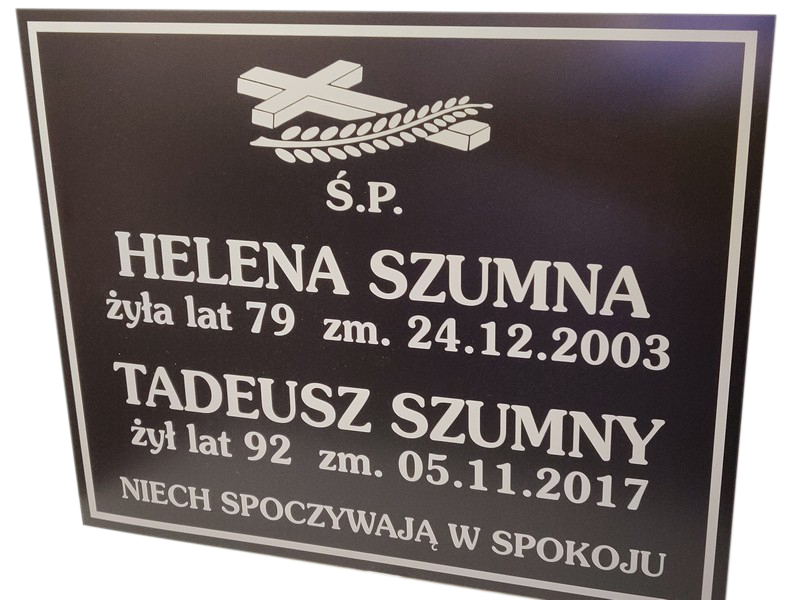 Ś.P.
HELENA SZUMNA
żyła lat 79 zm. 24.12.2003
TADEUSZ SZUMNY
żył lat 92 zm. 05.11.2017
NIECH SPOCZYWAJĄ W SPOKOJU